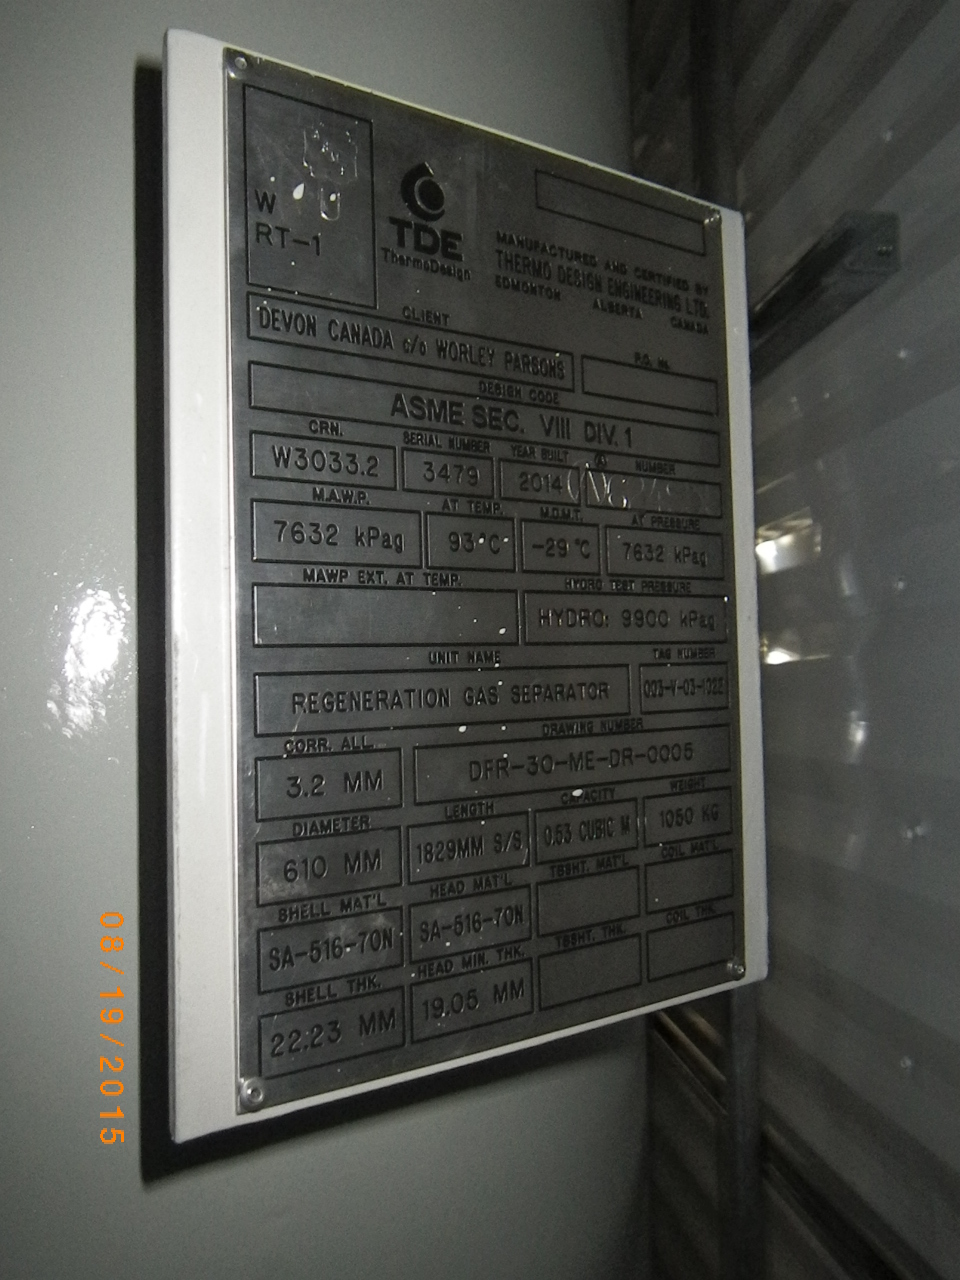 W
U
RT-1
TDE
ThermoDesign
MANUFACTURED AND CERTIFIED BY
THERMO DESIGN ENGINEERING LTD.
EDMONTON ALBERTA CANADA
CLIENT
DEVON CANADA c/o WORLEY PARSONS
P.O. No.
DESIGN CODE
ASME SEC. VIII DIV. 1
CRN. SERIAL NUMBER YEAR BUILT NUMBER
W3033.2 3479 2014
M.A.W.P. AT TEMP. M.D.M.T. AT PRESSURE
7632 kPag 93°C -29 °C 7632 kPag
MAWP EXT. AT TEMP. HYDRO TEST PRESSURE
HYDRO: 9900 kPag
UNIT NAME TAG NUMBER
REGENERATION GAS SEPARATOR
CORR. ALL. DRAWING NUMBER
3.2 MM DFR-30-ME-DR-0005
DIAMETER LENGTH CAPACITY WEIGHT
610 MM 1829MM S/S 0.53 CUBIC M 1050 KG
SHELL MAT'L HEAD MAT'L TBSHT. MAT'L COIL MAT'L
SA-516-70N SA-516-70N
SHELL THK. HEAD MIN. THK. TBSHT. THK. COIL THK.
22.23 MM 19.05 MM
08/19/2015